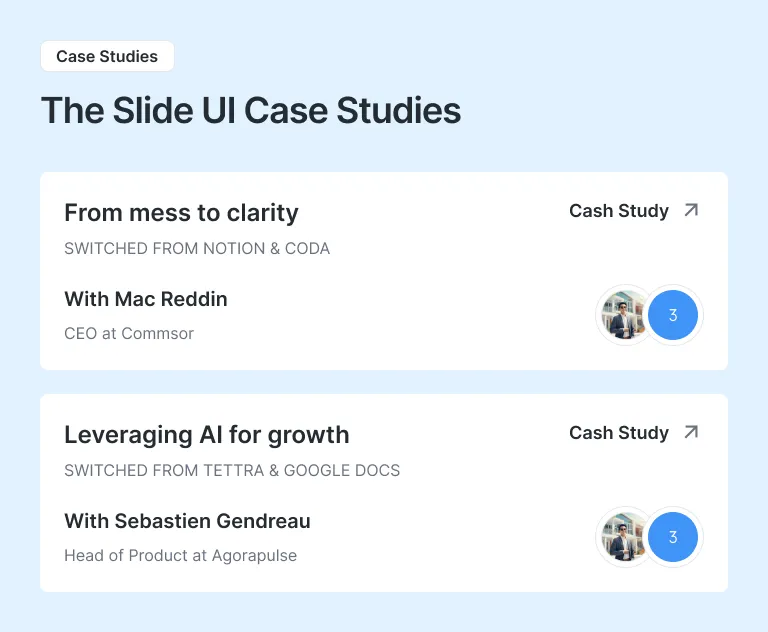 Case Studies
The Slide UI Case Studies
From mess to clarity
Cash Study
SWITCHED FROM NOTION & CODA
With Mac Reddin
CEO at Commsor
3
Leveraging AI for growth
Cash Study
SWITCHED FROM TETTRA & GOOGLE DOCS
With Sebastien Gendreau
Head of Product at Agorapulse
3